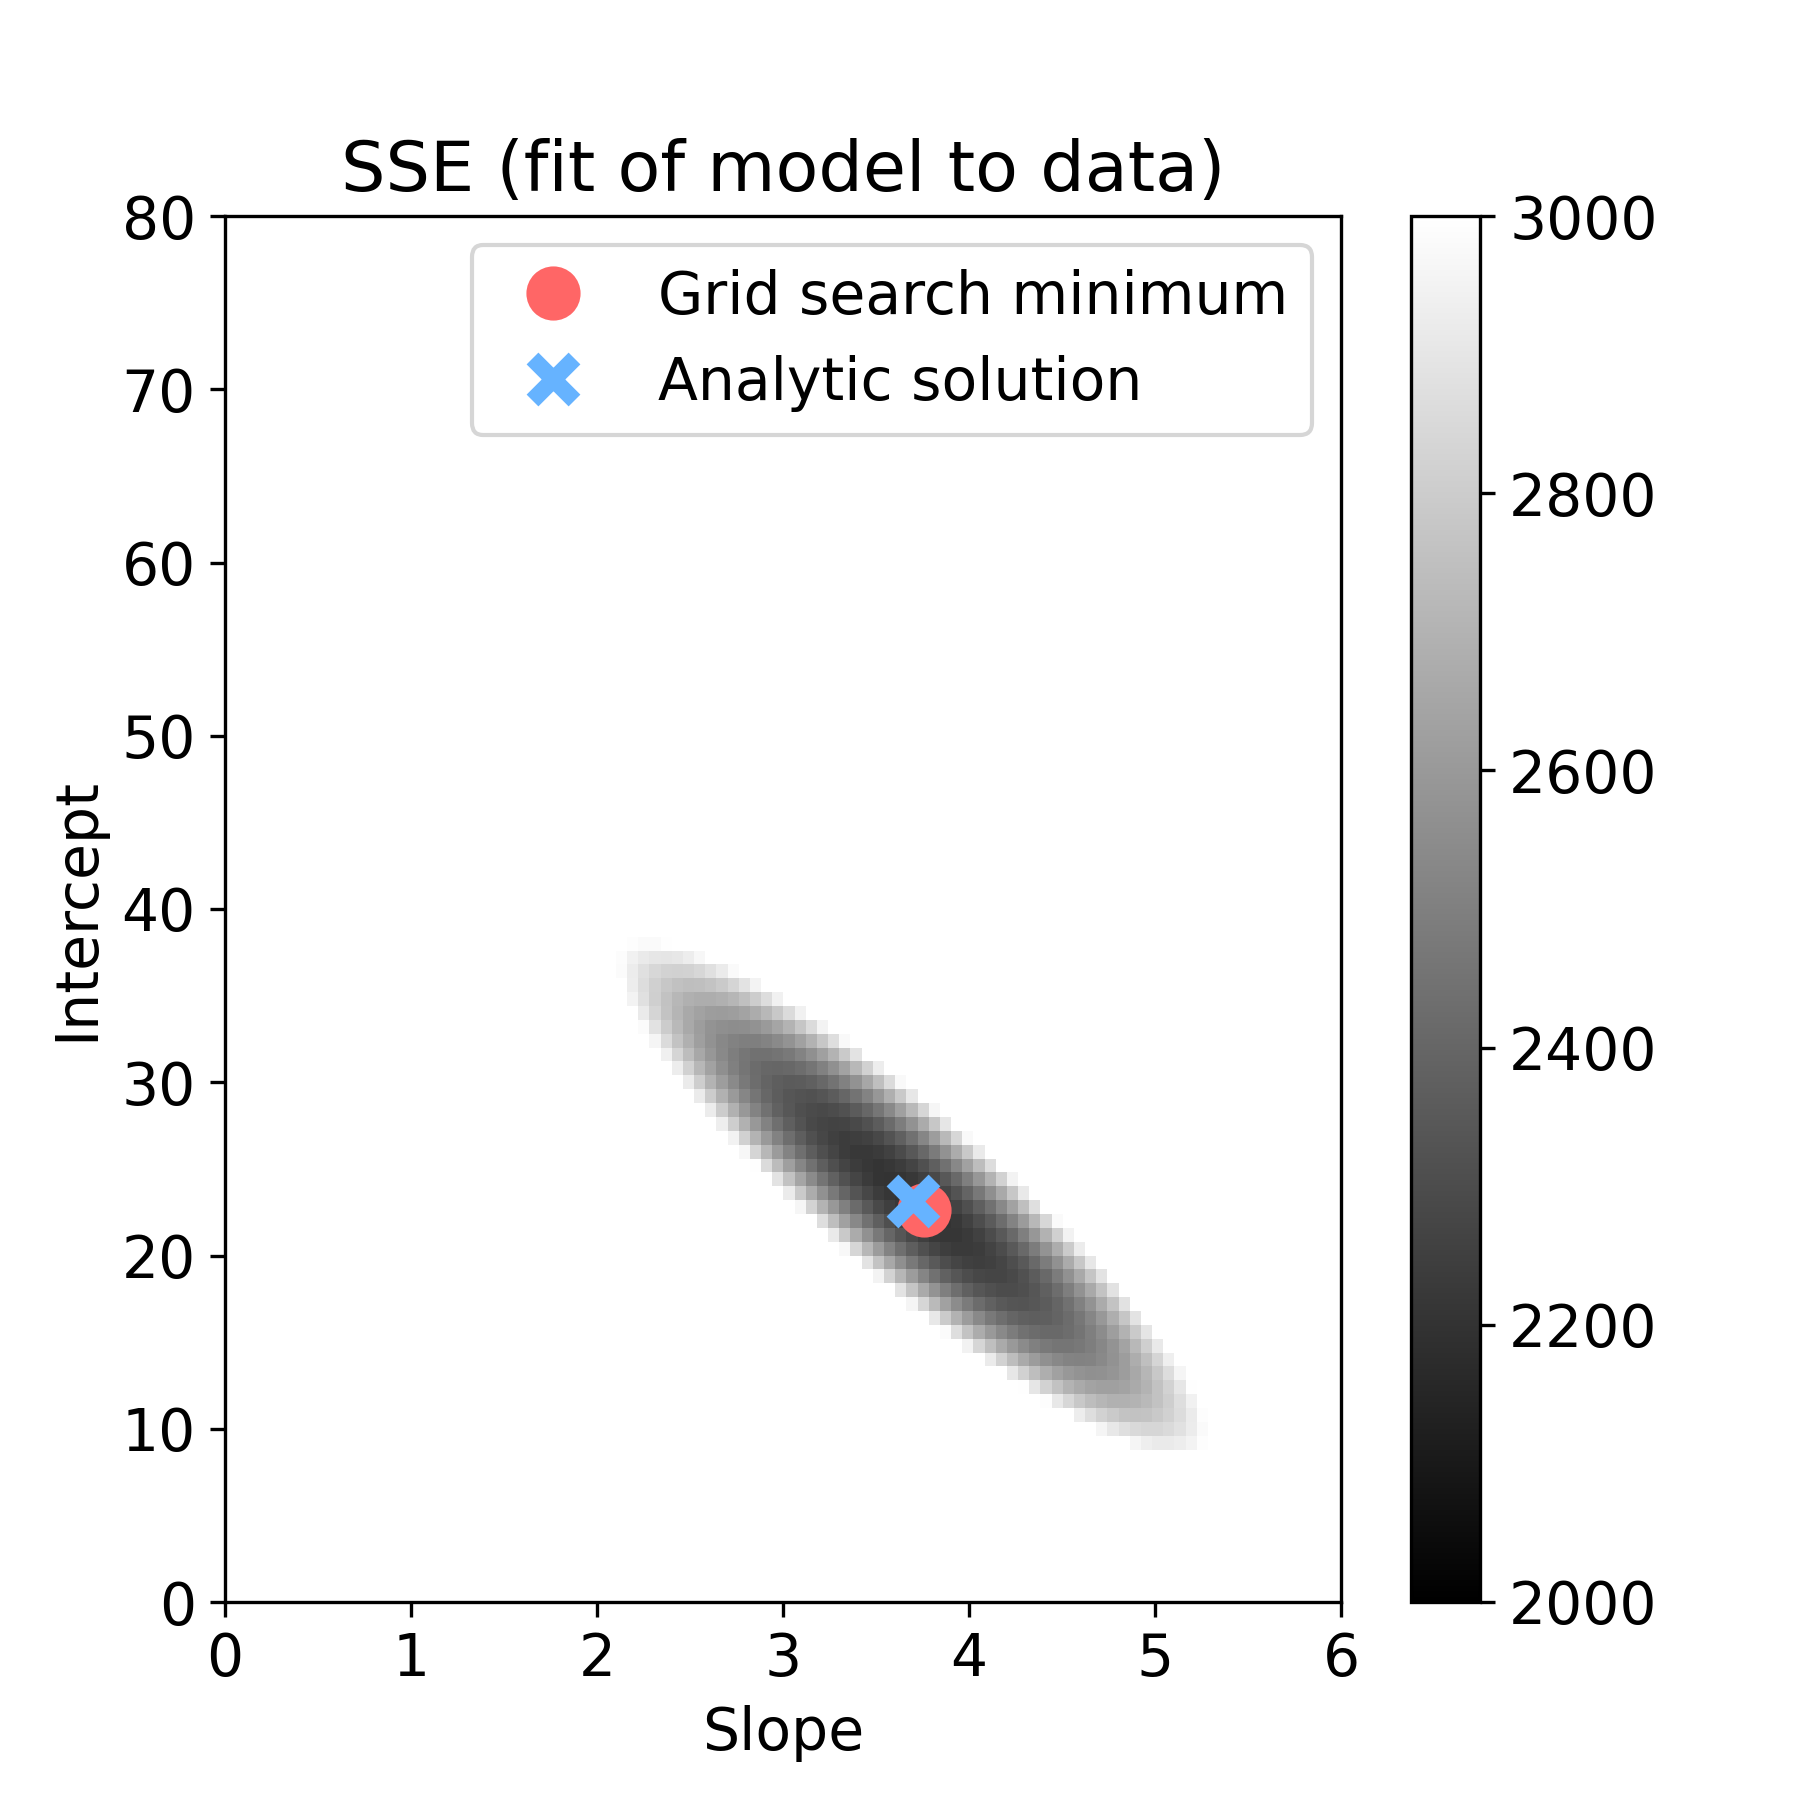 SSE (fit of model to data)
Grid search minimum
Analytic solution
80
70
60
50
40
30
20
10
0
Intercept
0 1 2 3 4 5 6
Slope
3000
2800
2600
2400
2200
2000